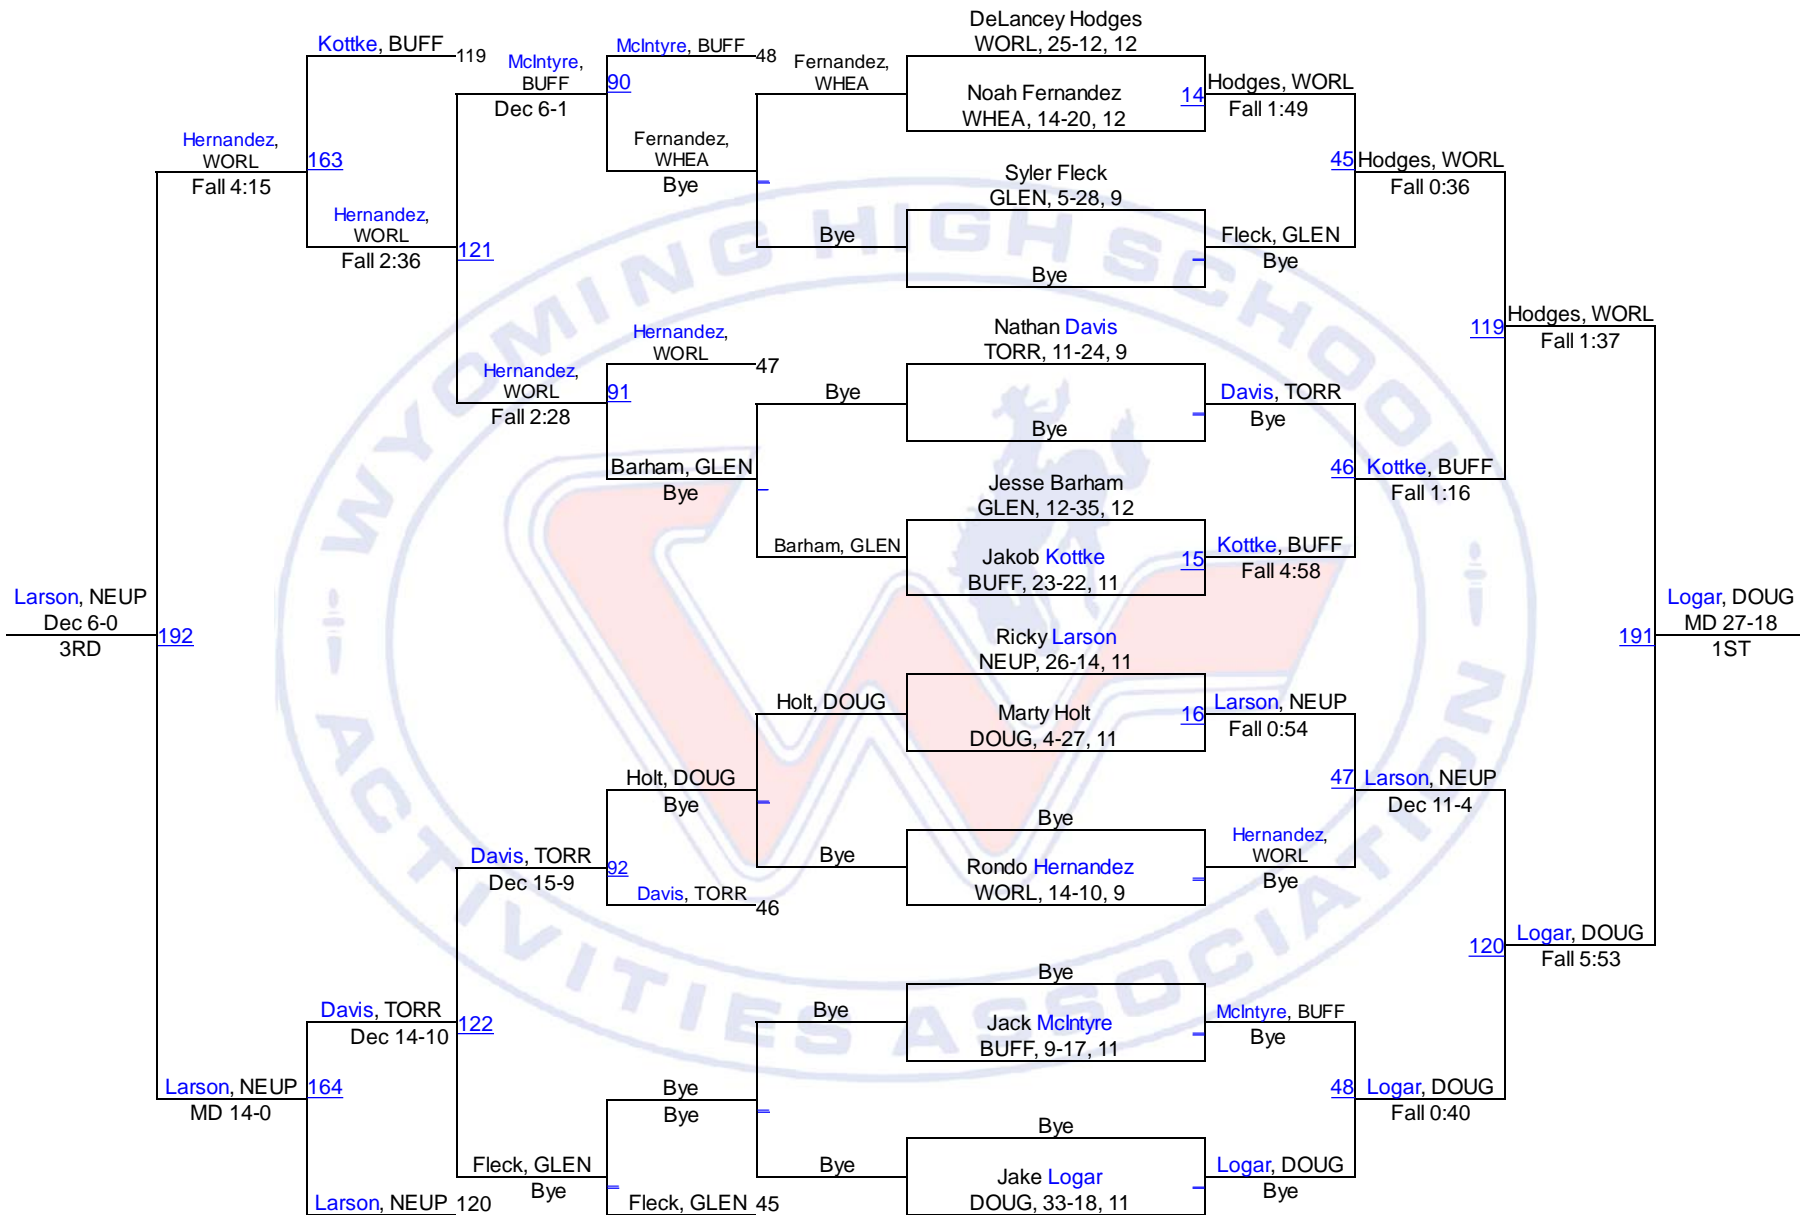 DeLancey Hodges
WORL, 25-12, 12
Noah Fernandez
WHEA, 14-20, 12
14
Syler Fleck
GLEN, 5-28, 9
Bye
Nathan Davis
TORR, 11-24, 9
Bye
Jesse Barham
GLEN, 12-35, 12
Jakob Kottke
BUFF, 23-22, 11
15
Ricky Larson
NEUP, 26-14, 11
Marty Holt
DOUG, 4-27, 11
16
Bye
Rondo Hernandez
WORL, 14-10, 9
Bye
Jack McIntyre
BUFF, 9-17, 11
Bye
Jake Logar
DOUG, 33-18, 11
Hodges, WORL
Fall 1:49
45
Fleck, GLEN
Bye
Davis, TORR
Bye
46
Kottke, BUFF
Fall 4:58
Larson, NEUP
Fall 0:54
47
Hernandez,
WORL
Bye
McIntyre, BUFF
Bye
48
Logar, DOUG
Bye
Hodges, WORL
Fall 0:36
119
Kottke, BUFF
Fall 1:16
Larson, NEUP
Dec 11-4
120
Logar, DOUG
Fall 0:40
Hodges, WORL
Fall 1:37
191
Logar, DOUG
Fall 5:53
Logar, DOUG
MD 27-18
1ST
Fernandez,
WHEA
Bye
Bye
Barham, GLEN
Holt, DOUG
Bye
Bye
Bye
McIntyre, BUFF
48
90
Fernandez,
WHEA
Bye
Hernandez,
WORL
47
91
Barham, GLEN
Bye
Holt, DOUG
Bye
92
Davis, TORR
46
Bye
Bye
Fleck, GLEN 45
McIntyre,
BUFF
Dec 6-1
121
Hernandez,
WORL
Fall 2:28
Davis, TORR
Dec 15-9
122
Fleck, GLEN
Bye
Kottke, BUFF
119
163
Hernandez,
WORL
Fall 2:36
Davis, TORR
Dec 14-10
164
Larson, NEUP 120
Hernandez,
WORL
Fall 4:15
192
Larson, NEUP
MD 14-0
Larson, NEUP
Dec 6-0
3RD
WYOMING HIGH SCHOOL
ACTIVITIES ASSOCIATION